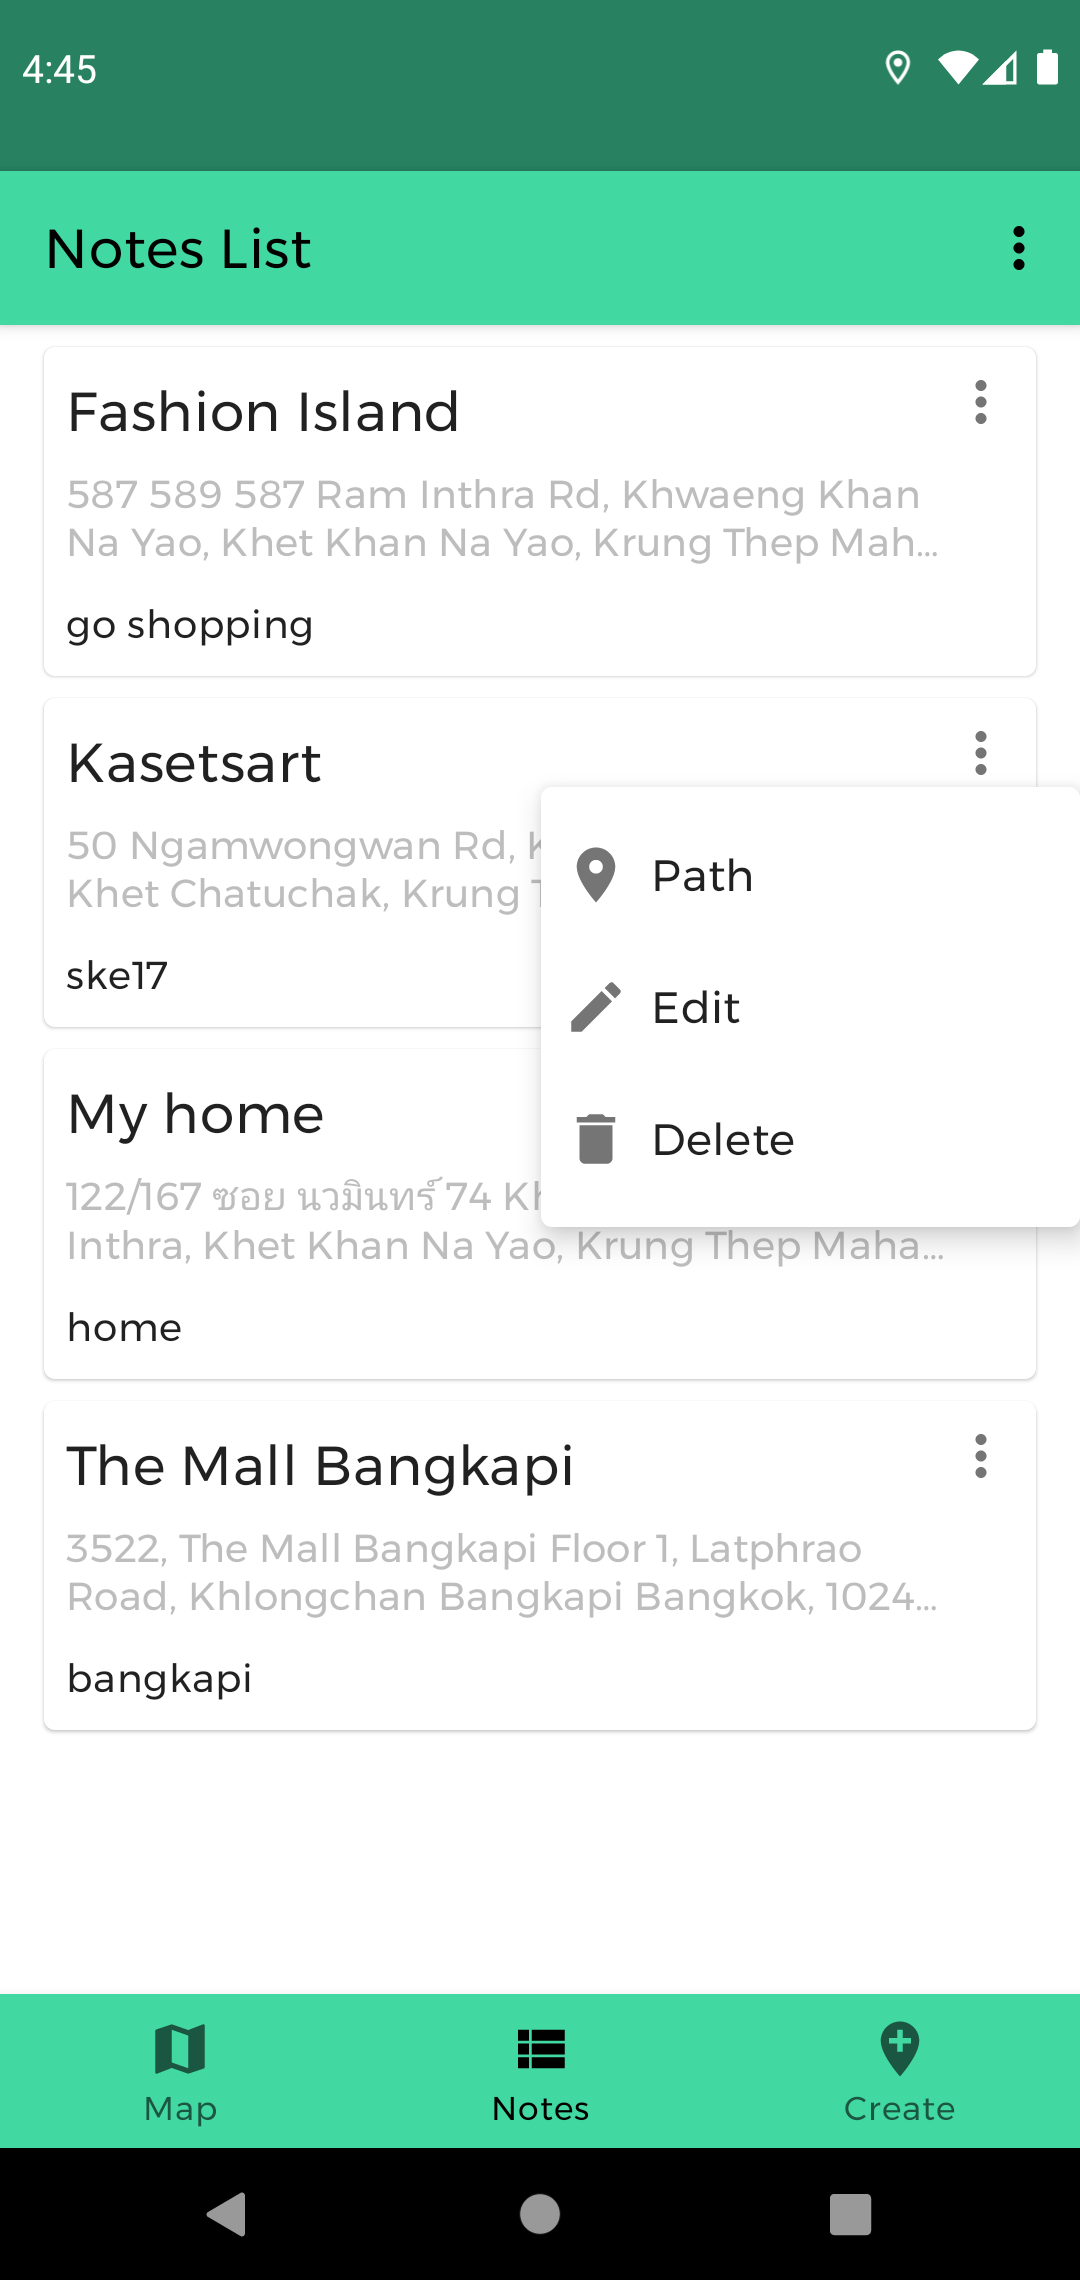 4:45
Notes List
Fashion Island
587 589 587 Ram Inthra Rd, Khwaeng Khan
Na Yao, Khet Khan Na Yao, Krung Thep Mah...
go shopping
Kasetsart
50 Ngamwongwan Rd,
Khet Chatuchak, Krung
ske17
Path
Edit
Delete
My home
122/167 ซอย นวมินทร์ 74
Inthra, Khet Khan Na Yao, Krung Thep Maha...
home
The Mall Bangkapi
3522, The Mall Bangkapi Floor 1, Latphrao
Road, Khlongchan Bangkapi Bangkok, 1024...
bangkapi
Map
Notes
Create